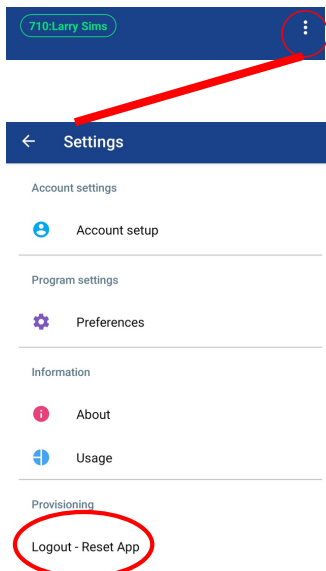 710:Larry Sims
Settings
Account settings
Account setup
Program settings
Preferences
Information
About
Usage
Provisioning
Logout - Reset App